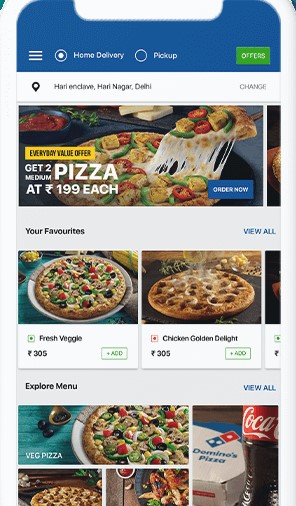 Home Delivery
Pickup
OFFERS
Hari enclave, Hari Nagar, Delhi
CHANGE
EVERYDAY VALUE OFFER
GET 2
MEDIUM
PIZZA
AT ₹ 199 EACH
ORDER NOW
Your Favourites
VIEW ALL
Fresh Veggie
₹ 305
+ ADD
Chicken Golden Delight
₹ 305
+ ADD
₹
Explore Menu
VIEW ALL
VEG PIZZA
Domino's
Pizza
Coca